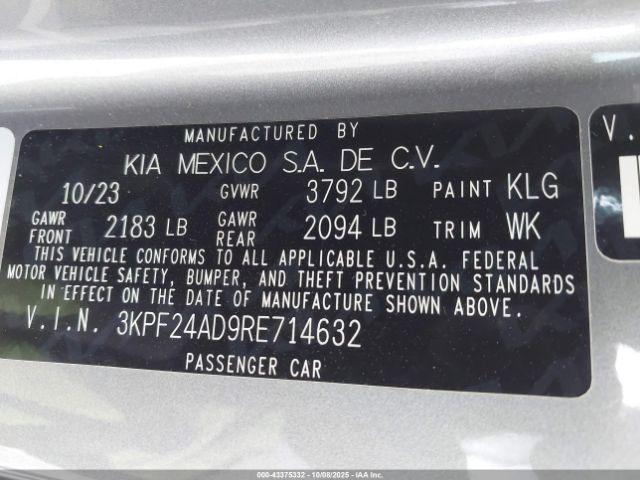 MANUFACTURED BY
KIA MEXICO S.A. DE C.V.
10/23 GVWR 3792 LB PAINT KLG
GAWR FRONT 2183 LB GAWR REAR 2094 LB TRIM WK
THIS VEHICLE CONFORMS TO ALL APPLICABLE U.S.A. FEDERAL
MOTOR VEHICLE SAFETY, BUMPER, AND THEFT PREVENTION STANDARDS
IN EFFECT ON THE DATE OF MANUFACTURE SHOWN ABOVE.
V.I.N. 3KPF24AD9RE714632
PASSENGER CAR
V.
000-43375332 | 10/08/2025 | IAAI.com